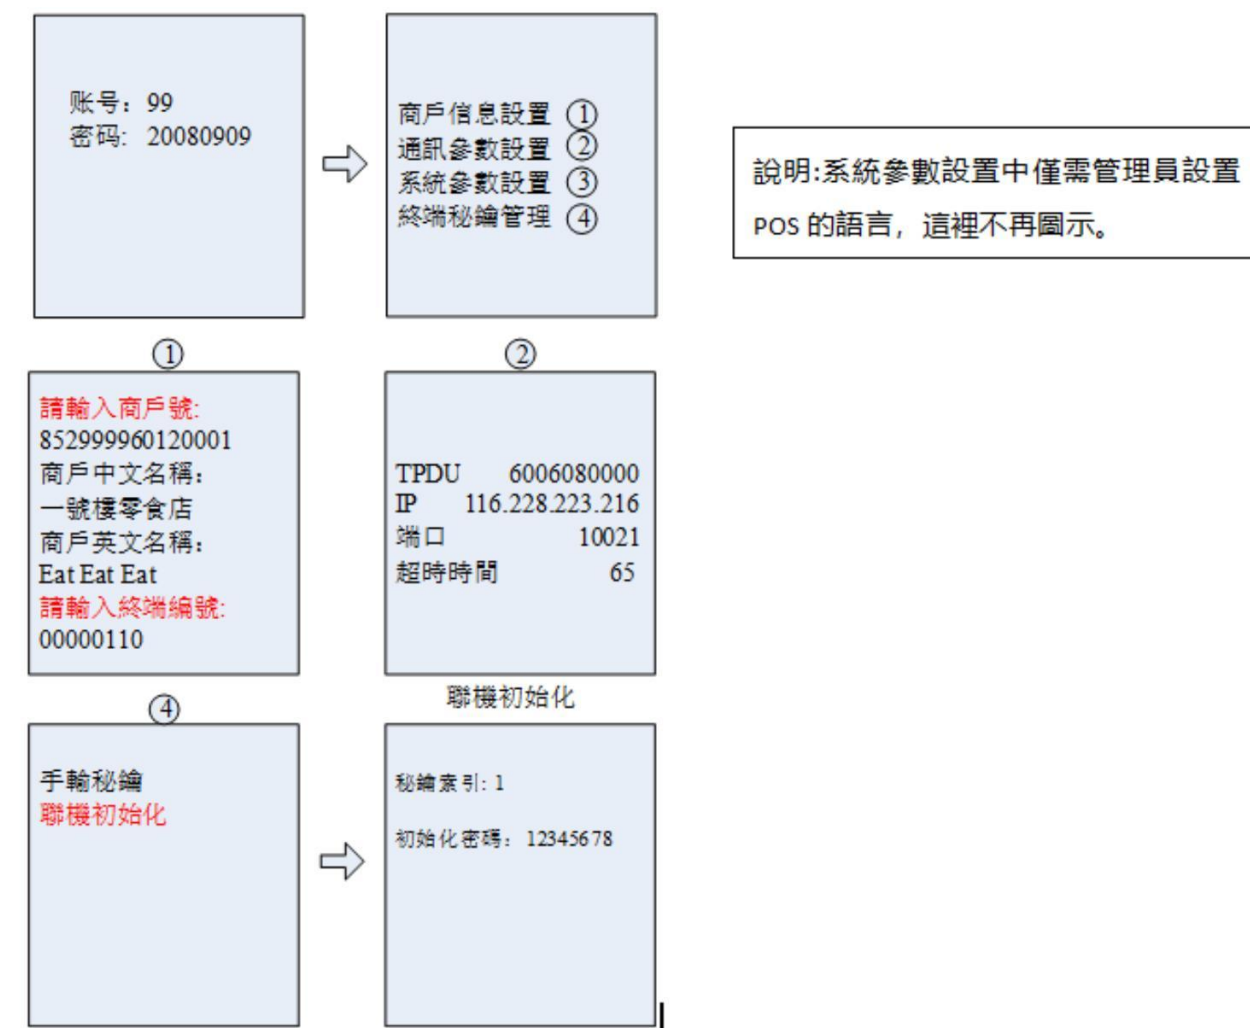 账号：99
密码: 20080909
商戶信息設置 ①
通訊參數設置 ②
系統參數設置 ③
終端秘鑰管理 ④
說明:系統參數設置中僅需管理員設置
POS 的語言，這裡不再圖示。
①
請輸入商戶號:
852999960120001
商戶中文名稱：
一號樓零食店
商戶英文名稱：
Eat Eat Eat
請輸入終端編號:
00000110
②
TPDU 6006080000
IP 116.228.223.216
端口 10021
超時時間 65
④
手輸秘鑰
聯機初始化
聯機初始化
秘鑰索引: 1
初始化密碼：12345678